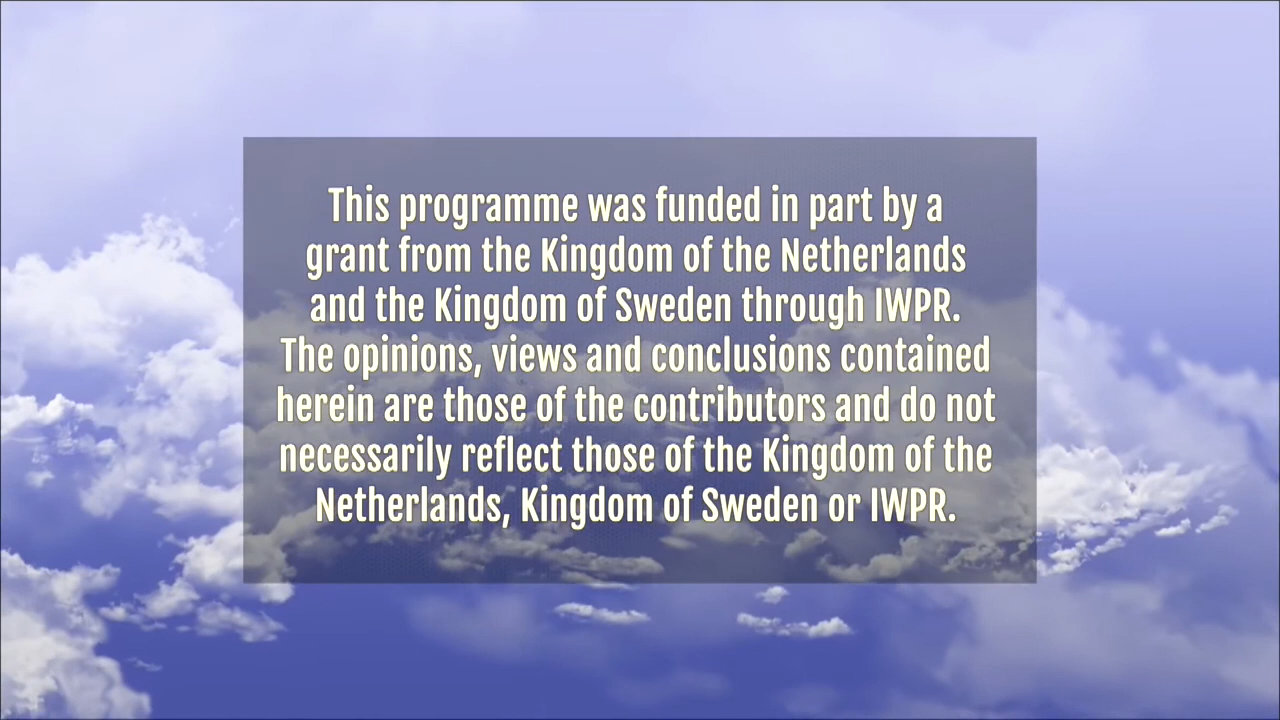 This programme was funded in part by a
grant from the Kingdom of the Netherlands
and the Kingdom of Sweden through IWPR.
The opinions, views and conclusions contained
herein are those of the contributors and do not
necessarily reflect those of the Kingdom of the
Netherlands, Kingdom of Sweden or IWPR.